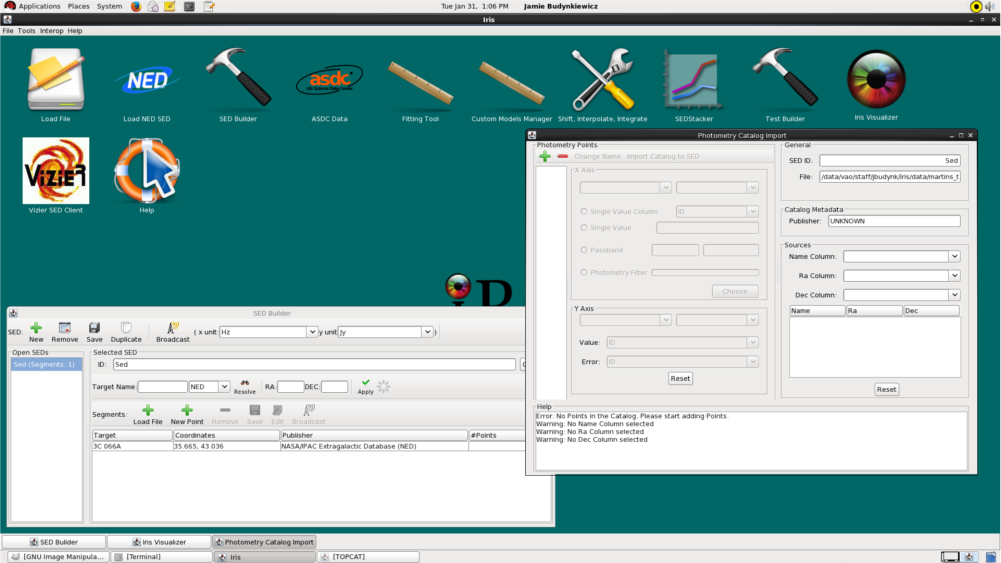 Applications Places System
Tue Jan 31, 1:06 PM Jamie Budynkiewicz
Iris
File Tools Interop Help
NED
asdc
Load File
Load NED SED
SED Builder
ASDC Data
Fitting Tool
Custom Models Manager
Shift, Interpolate, Integrate
SEDStacker
Test Builder
Iris Visualizer
VizieR
Vizier SED Client
Help
Photometry Catalog Import
Photometry Points
Change Name Import Catalog to SED
X Axis
Single Value Column ID
Single Value
Passband
Photometry Filter
Choose
Y Axis
Value: ID
Error: ID
Reset
General
SED ID: Sed
File: /data/vao/staff/jbudynk/iris/data/martins_t
Catalog Metadata
Publisher: UNKNOWN
Sources
Name Column:
Ra Column:
Dec Column:
Name Ra Dec
Reset
Help
Error: No Points in the Catalog. Please start adding Points.
Warning: No Name Column selected
Warning: No Ra Column selected
Warning: No Dec Column selected
SED Builder
SED: New Remove Save Duplicate Broadcast ( x unit: Hz y unit Jy )
Open SEDs
Sed (Segments: 1)
Selected SED
ID: Sed
Target Name: NED Resolve RA: DEC: Apply
Segments: Load File New Point Remove Save Edit Broadcast
Target Coordinates Publisher #Points
3C 066A 35.665, 43.036 NASA/IPAC Extragalactic Database (NED)
SED Builder Iris Visualizer Photometry Catalog Import
[GNU Image Manipula... [Terminal] Iris [TOPCAT]